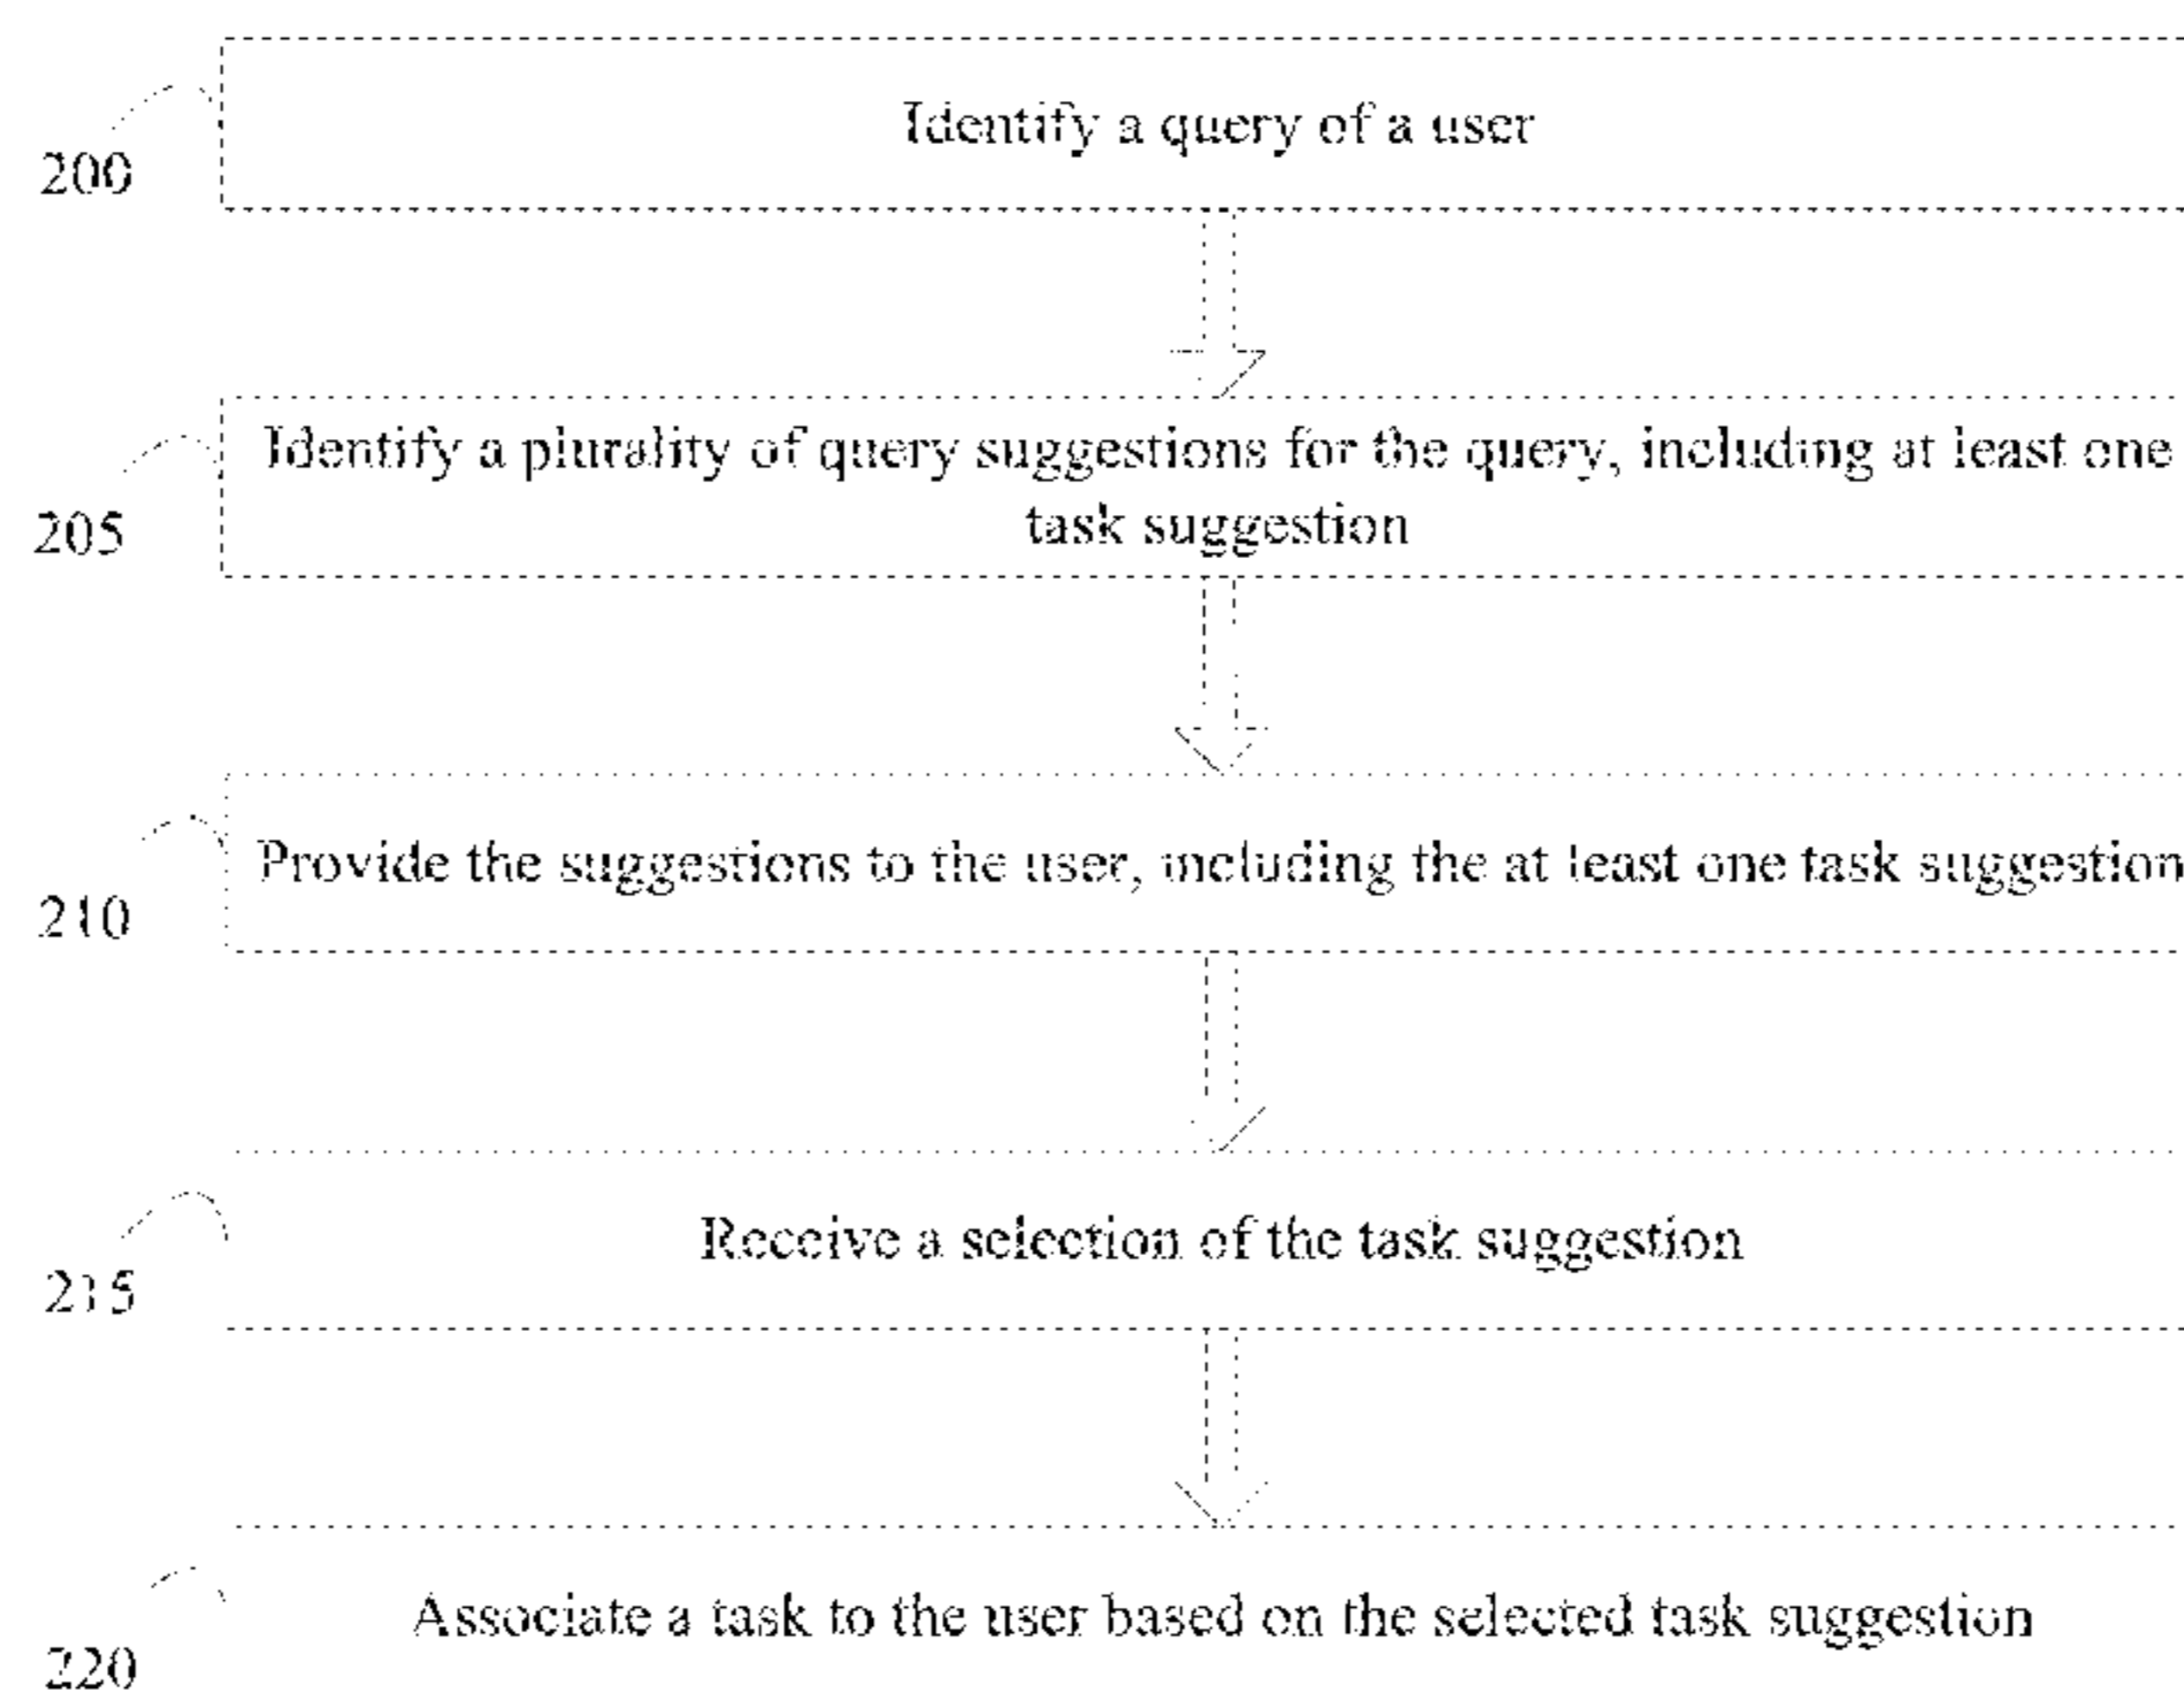 Identify a query of a user
200
Identify a plurality of query suggestions for the query, including at least one
task suggestion
205
Provide the suggestions to the user, including the at least one task suggestion
210
Receive a selection of the task suggestion
215
Associate a task to the user based on the selected task suggestion
220